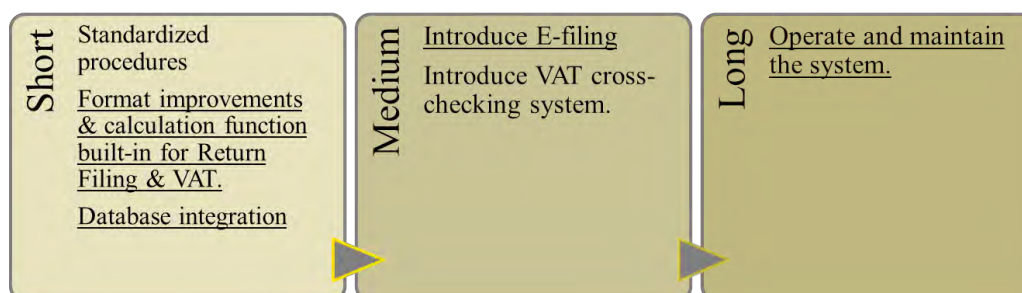 Short
Standardized
procedures
Format improvements
& calculation function
built-in for Return
Filing & VAT.
Database integration
Medium
Introduce E-filing
Introduce VAT cross-
checking system.
Long
Operate and maintain
the system.